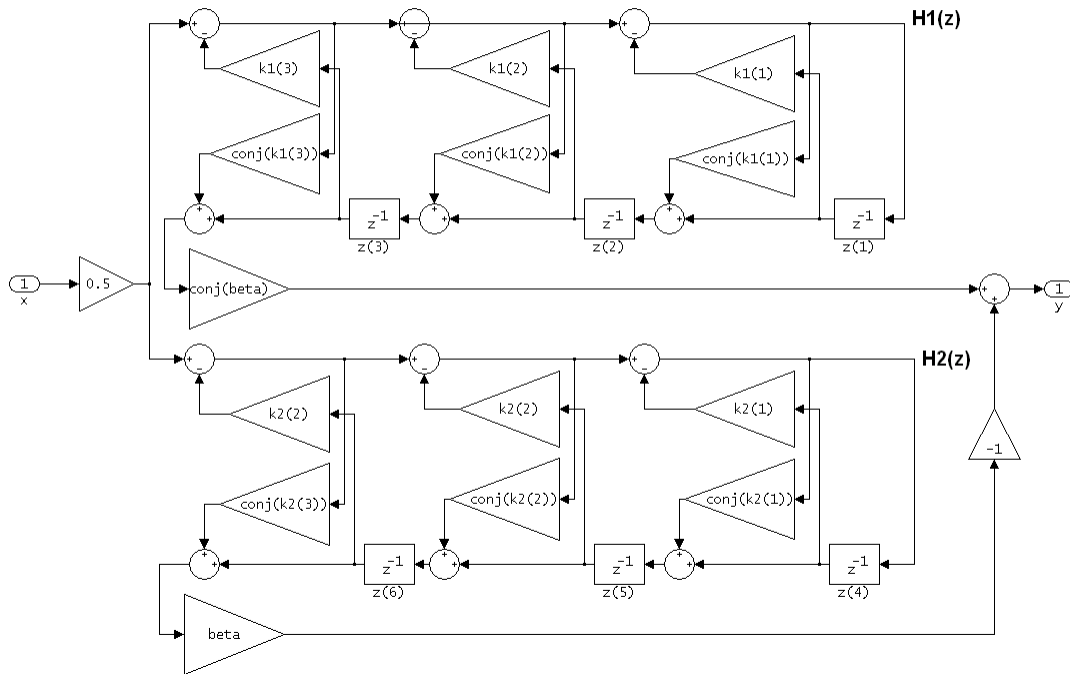 H1(z)
k1(3)
k1(2)
k1(1)
conj(k1(3))
conj(k1(2))
conj(k1(1))
z-1
z(3)
z-1
z(2)
z-1
z(1)
1
x
0.5
conj(beta)
1
y
H2(z)
k2(2)
k2(2)
k2(1)
-1
conj(k2(3))
conj(k2(2))
conj(k2(1))
z-1
z(6)
z-1
z(5)
z-1
z(4)
beta